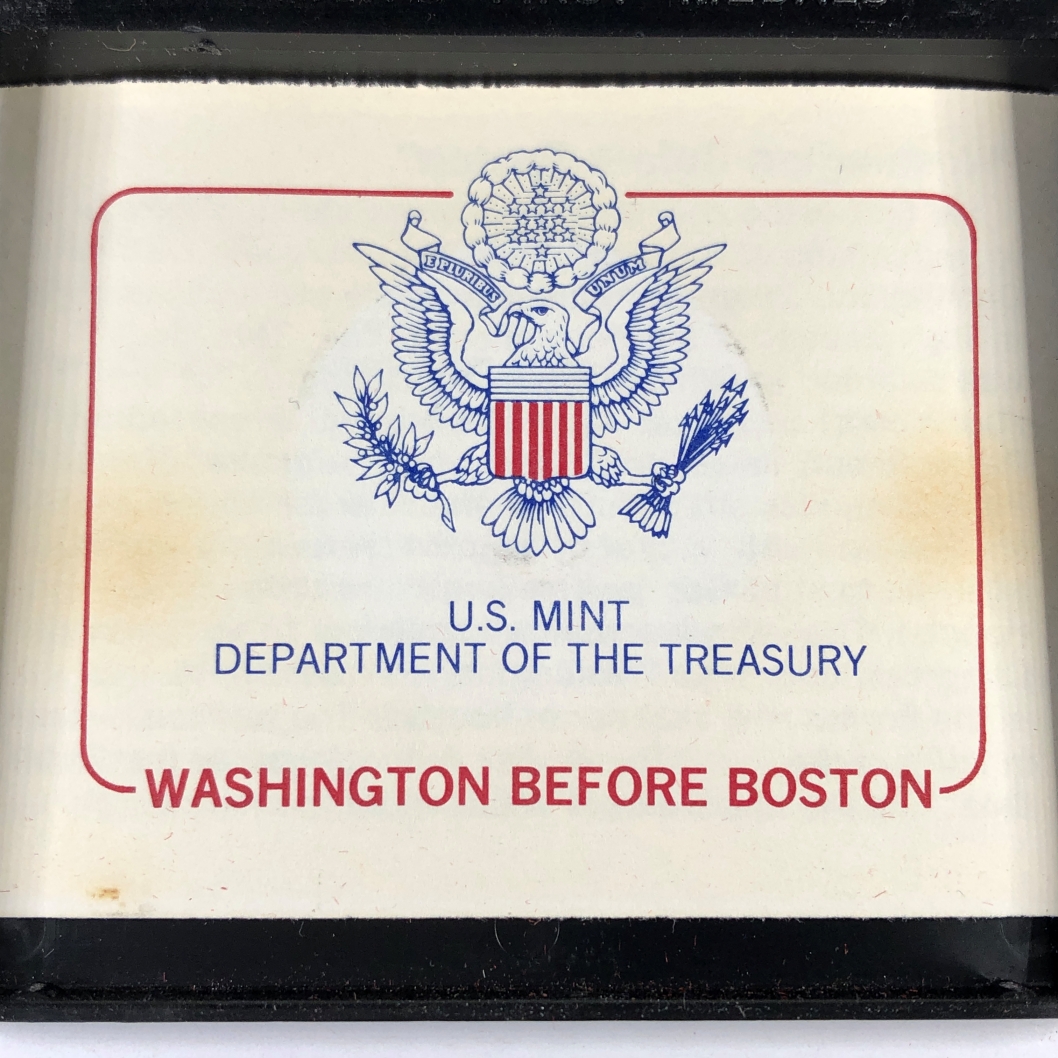 E PLURIBUS UNUM
U.S. MINT
DEPARTMENT OF THE TREASURY
WASHINGTON BEFORE BOSTON